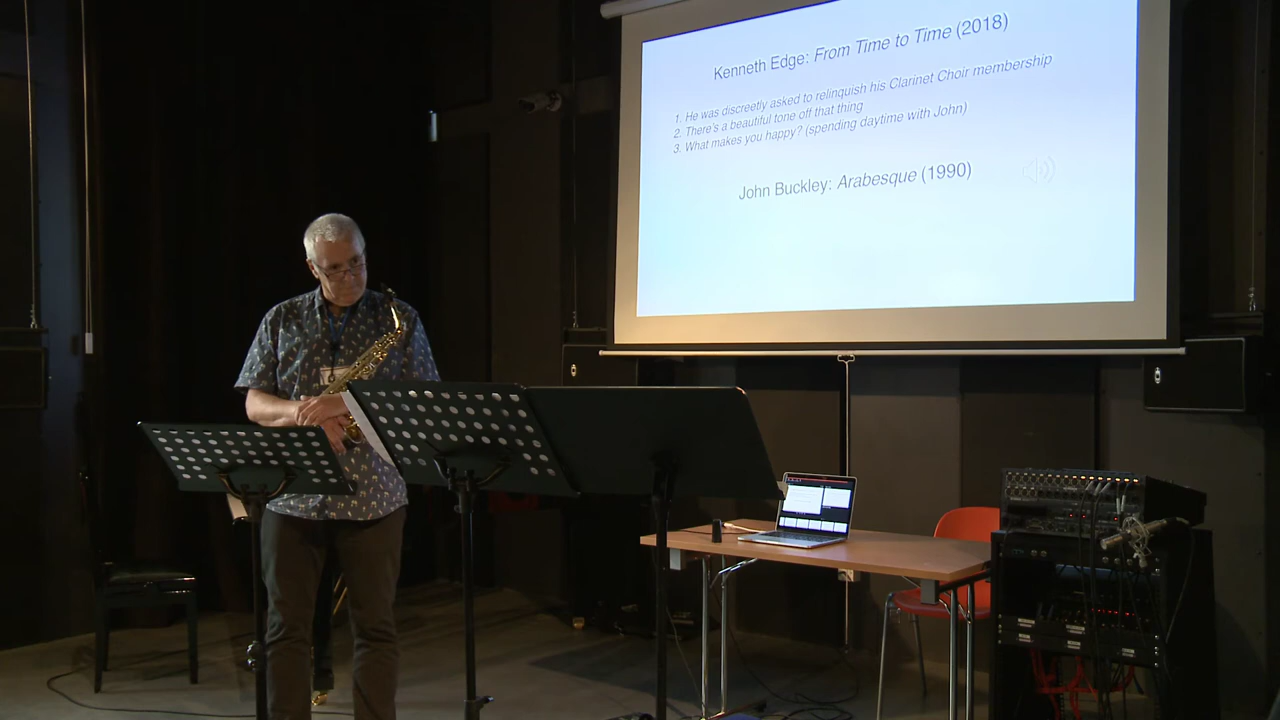 Kenneth Edge: From Time to Time (2018)
1. He was discreetly asked to relinquish his Clarinet Choir membership
2. There's a beautiful tone off that thing
3. What makes you happy? (spending daytime with John)
John Buckley: Arabesque (1990)